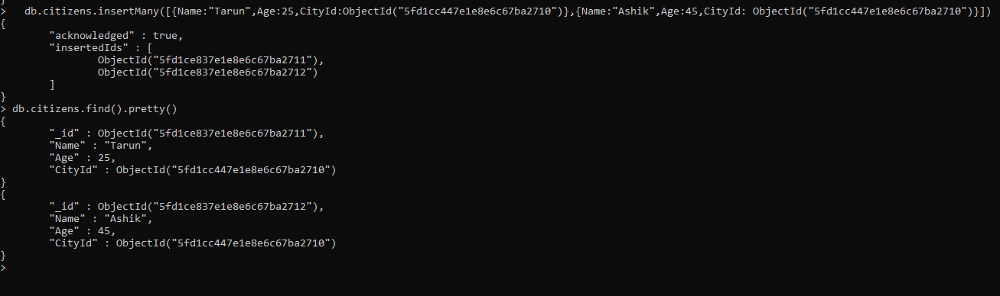 }
>   db.citizens.insertMany([{Name:"Tarun",Age:25,CityId:ObjectId("5fd1cc447e1e8e6c67ba2710")},{Name:"Ashik",Age:45,CityId: ObjectId("5fd1cc447e1e8e6c67ba2710")}])
{
        "acknowledged" : true,
        "insertedIds" : [
                ObjectId("5fd1ce837e1e8e6c67ba2711"),
                ObjectId("5fd1ce837e1e8e6c67ba2712")
        ]
}
> db.citizens.find().pretty()
{
        "_id" : ObjectId("5fd1ce837e1e8e6c67ba2711"),
        "Name" : "Tarun",
        "Age" : 25,
        "CityId" : ObjectId("5fd1cc447e1e8e6c67ba2710")
}
{
        "_id" : ObjectId("5fd1ce837e1e8e6c67ba2712"),
        "Name" : "Ashik",
        "Age" : 45,
        "CityId" : ObjectId("5fd1cc447e1e8e6c67ba2710")
}
>